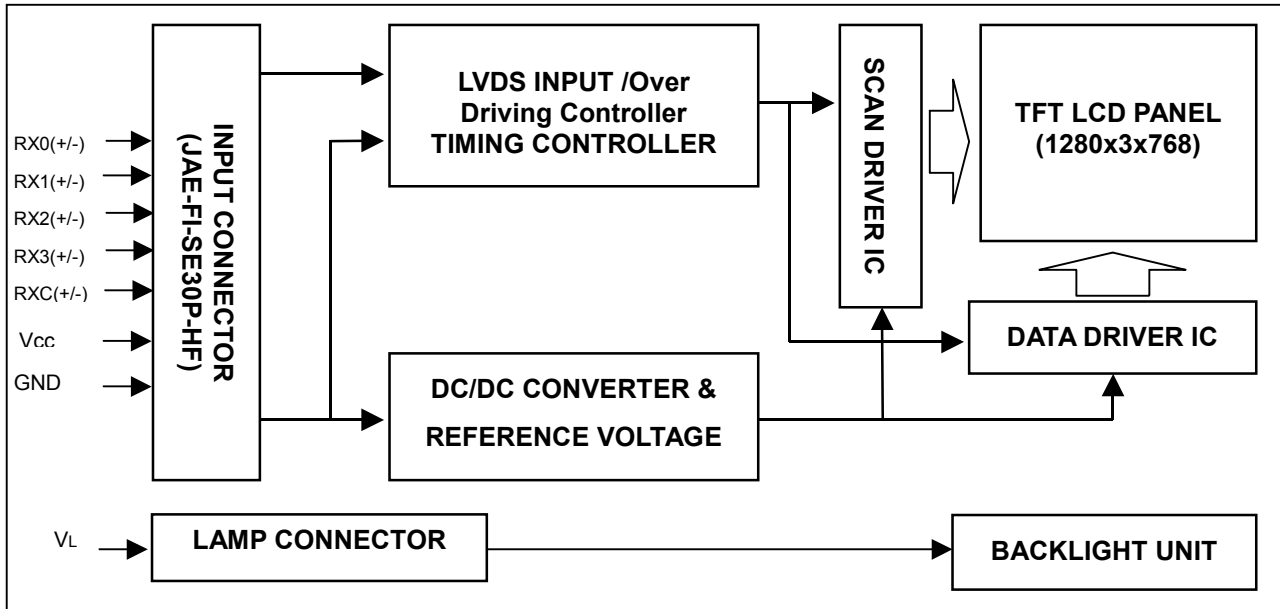 RX0(+/-)
RX1(+/-)
RX2(+/-)
RX3(+/-)
RXC(+/-)
Vcc
GND
INPUT CONNECTOR
(JAE-FI-SE30P-HF)
LVDS INPUT /Over
Driving Controller
TIMING CONTROLLER
DC/DC CONVERTER &
REFERENCE VOLTAGE
SCAN DRIVER IC
TFT LCD PANEL
(1280x3x768)
DATA DRIVER IC
VL
LAMP CONNECTOR
BACKLIGHT UNIT